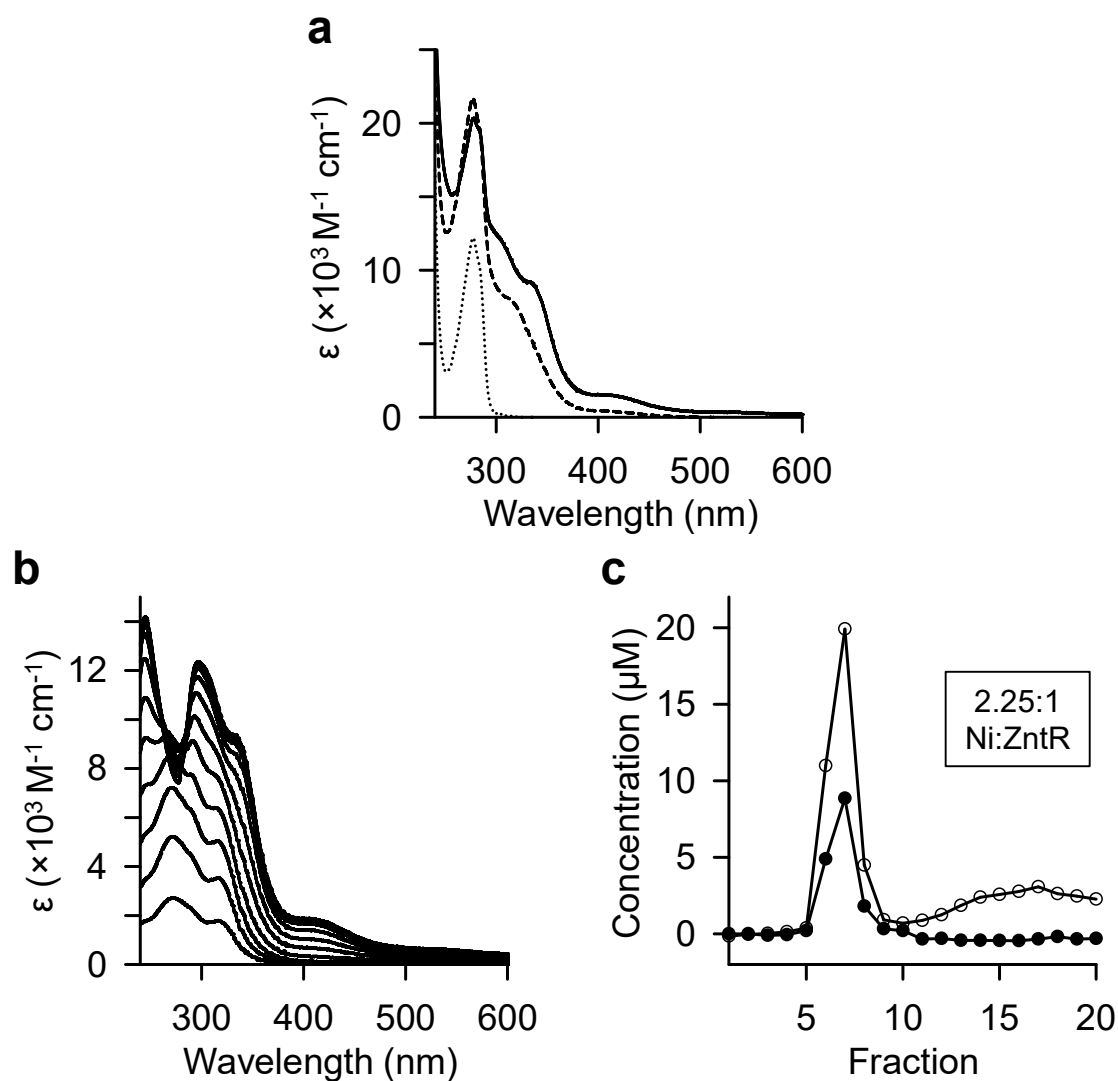 a
ε (×10³ M⁻¹ cm⁻¹)
20
10
0
300 400 500 600
Wavelength (nm)
b
ε (×10³ M⁻¹ cm⁻¹)
12
8
4
0
300 400 500 600
Wavelength (nm)
c
Concentration (µM)
20
15
10
5
0
2.25:1
Ni:ZntR
5 10 15 20
Fraction